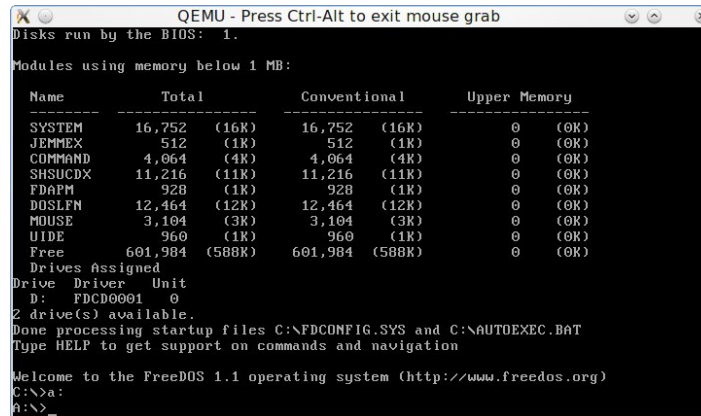 QEMU - Press Ctrl-Alt to exit mouse grab
Disks run by the BIOS:  1.
Modules using memory below 1 MB:
  Name           Total           Conventional       Upper Memory
  --------  ----------------   ----------------   ----------------
  SYSTEM      16,752   (16K)     16,752   (16K)          0    (0K)
  JEMMEX         512    (1K)        512    (1K)          0    (0K)
  COMMAND      4,064    (4K)      4,064    (4K)          0    (0K)
  SHSUCDX     11,216   (11K)     11,216   (11K)          0    (0K)
  FDAPM          928    (1K)        928    (1K)          0    (0K)
  DOSLFN      12,464   (12K)     12,464   (12K)          0    (0K)
  MOUSE        3,104    (3K)      3,104    (3K)          0    (0K)
  UIDE           960    (1K)        960    (1K)          0    (0K)
  Free       601,984  (588K)    601,984  (588K)          0    (0K)
  Drives Assigned
Drive  Driver   Unit
  D:   FDCD0001   0
2 drive(s) available.
Done processing startup files C:\FDCONFIG.SYS and C:\AUTOEXEC.BAT
Type HELP to get support on commands and navigation
Welcome to the FreeDOS 1.1 operating system (http://www.freedos.org)
C:\>a:
A:\>_